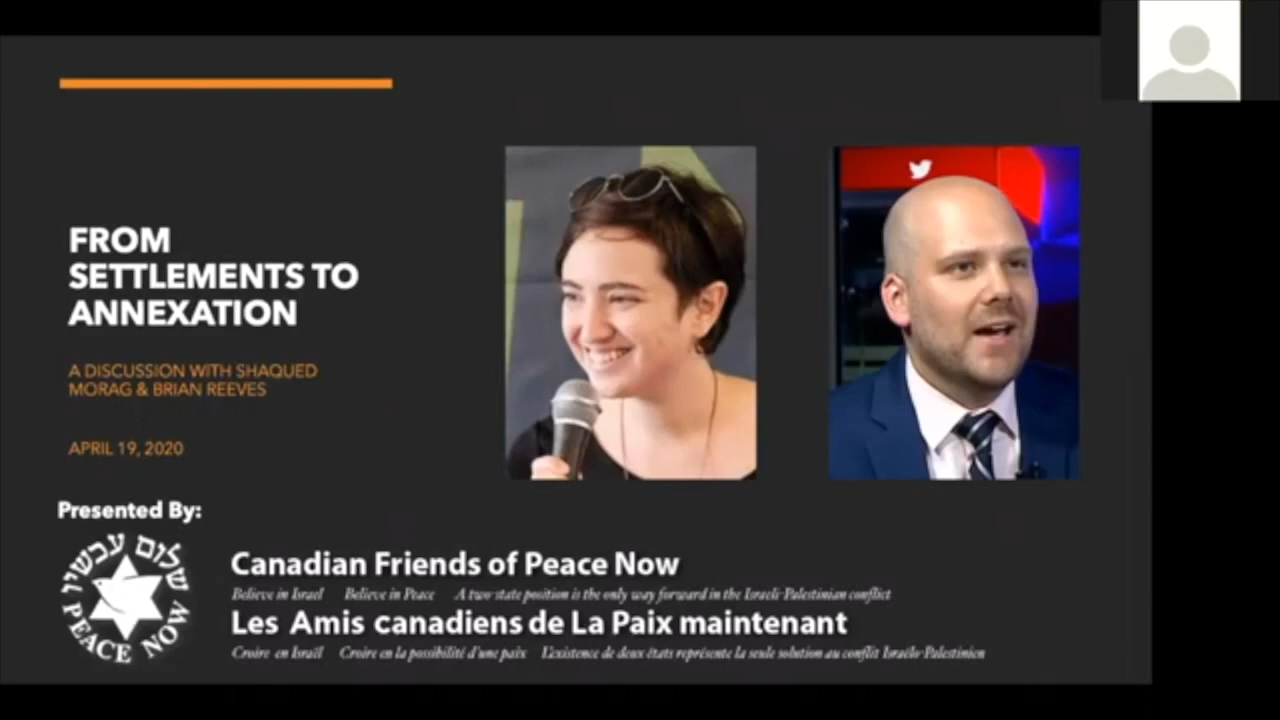 FROM
SETTLEMENTS TO
ANNEXATION
A DISCUSSION WITH SHAQUED
MORAG & BRIAN REEVES
APRIL 19, 2020
Presented By:
שלום עכשיו
PEACE NOW
Canadian Friends of Peace Now
Believe in Israel Believe in Peace A two-state position is the only way forward in the Israeli-Palestinian conflict
Les Amis canadiens de La Paix maintenant
Croire en Israël Croire en la possibilité d'une paix L'existence de deux états représente la seule solution au conflit Israélo-Palestinien